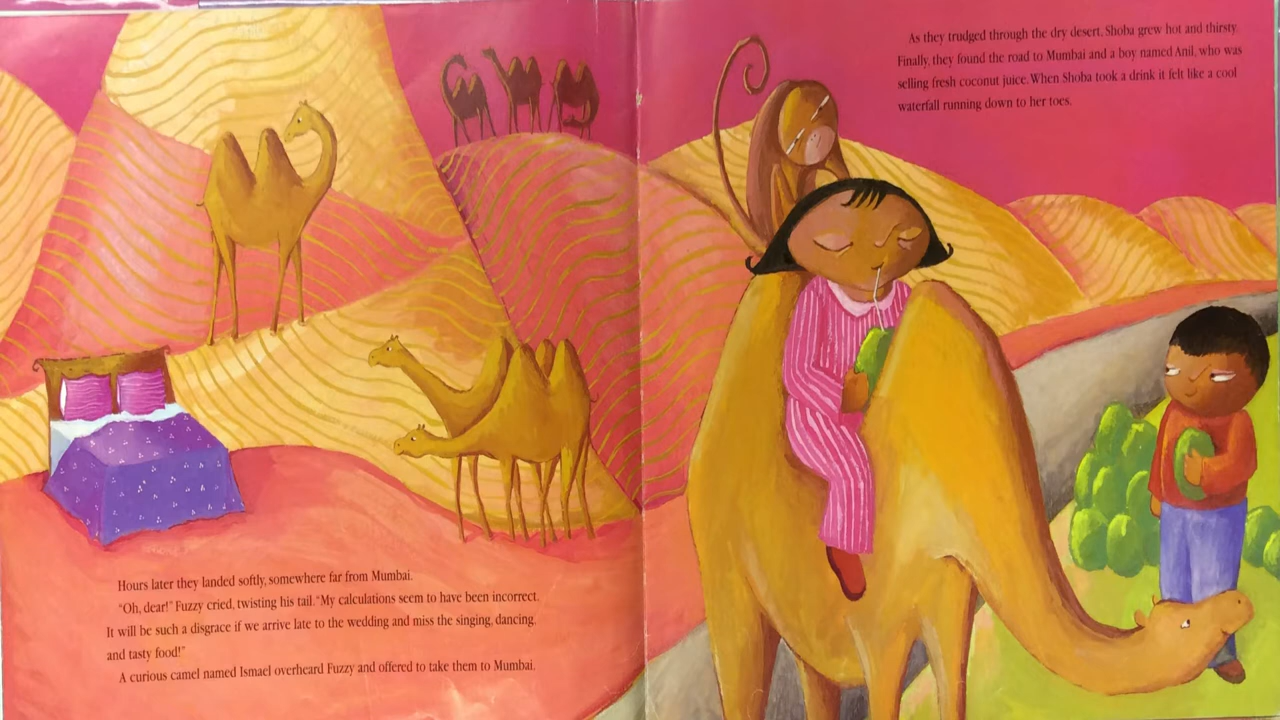 Hours later they landed softly, somewhere far from Mumbai.
"Oh, dear!" Fuzzy cried, twisting his tail. "My calculations seem to have been incorrect.
It will be such a disgrace if we arrive late to the wedding and miss the singing, dancing,
and tasty food!"
A curious camel named Ismael overheard Fuzzy and offered to take them to Mumbai.
As they trudged through the dry desert, Shoba grew hot and thirsty.
Finally, they found the road to Mumbai and a boy named Anil, who was
selling fresh coconut juice. When Shoba took a drink it felt like a cool
waterfall running down to her toes.